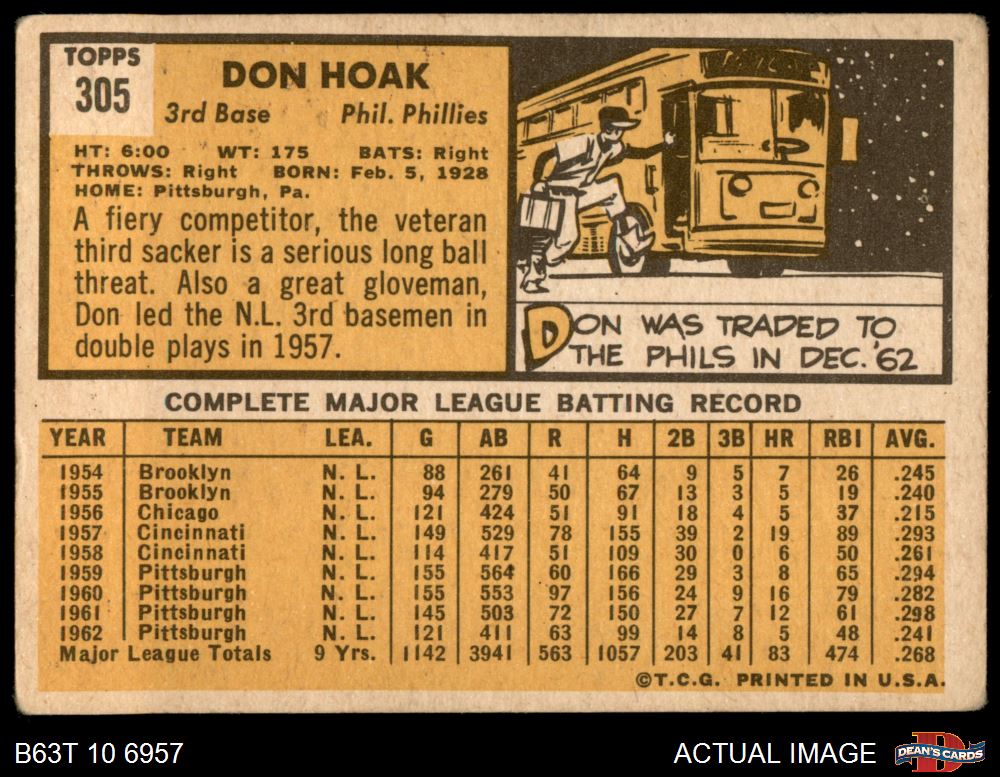 TOPPS
305
DON HOAK
3rd Base Phil. Phillies
HT: 6:00 WT: 175 BATS: Right
THROWS: Right BORN: Feb. 5, 1928
HOME: Pittsburgh, Pa.
A fiery competitor, the veteran
third sacker is a serious long ball
threat. Also a great gloveman,
Don led the N.L. 3rd basemen in
double plays in 1957.
DON WAS TRADED TO
THE PHILS IN DEC. '62
COMPLETE MAJOR LEAGUE BATTING RECORD
YEAR TEAM LEA. G AB R H 2B 3B HR RBI AVG.
1954 Brooklyn N. L. 88 261 41 64 9 5 7 26 .245
1955 Brooklyn N. L. 94 279 50 67 13 3 5 19 .240
1956 Chicago N. L. 121 424 51 91 18 4 5 37 .215
1957 Cincinnati N. L. 149 529 78 155 39 2 19 89 .293
1958 Cincinnati N. L. 114 417 51 109 30 0 6 50 .261
1959 Pittsburgh N. L. 155 564 60 166 29 3 8 65 .294
1960 Pittsburgh N. L. 155 553 97 156 24 9 16 79 .282
1961 Pittsburgh N. L. 145 503 72 150 27 7 12 61 .298
1962 Pittsburgh N. L. 121 411 63 99 14 8 5 48 .241
Major League Totals 9 Yrs. 1142 3941 563 1057 203 41 83 474 .268
©T.C.G. PRINTED IN U.S.A.
B63T 10 6957 ACTUAL IMAGE
DEAN'S CARDS